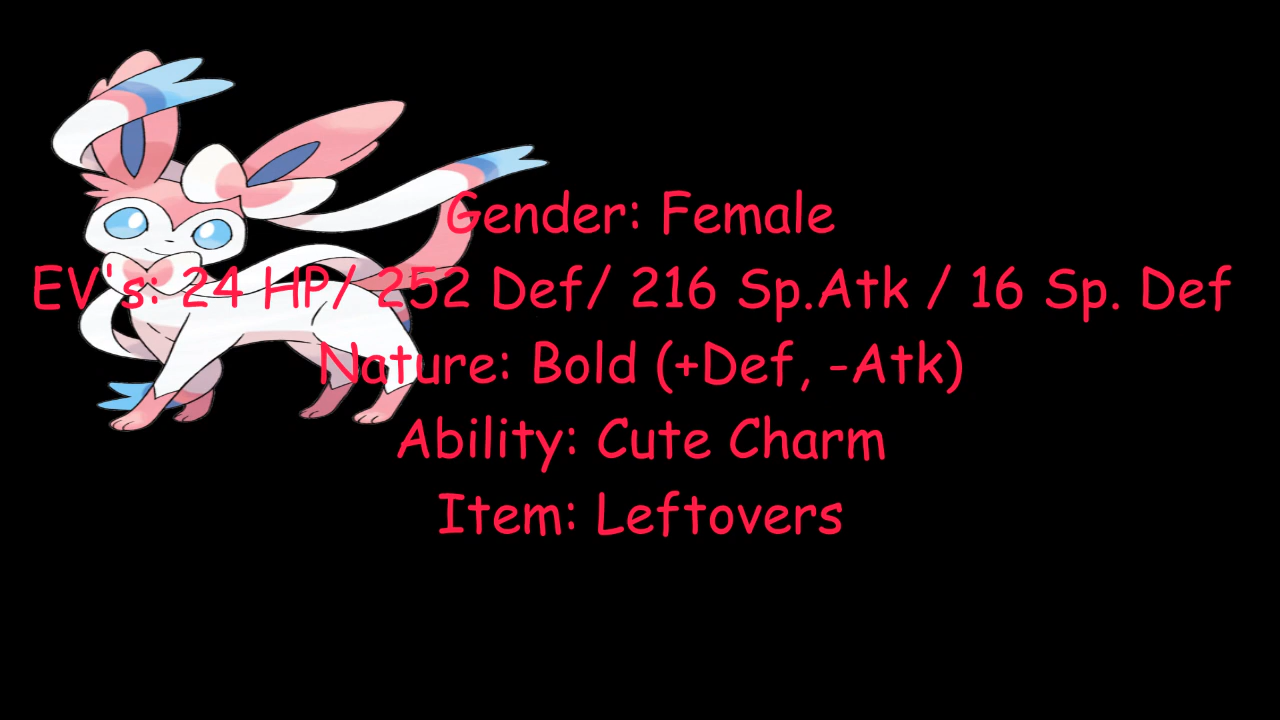 Gender: Female
EV's: 24 HP/ 252 Def/ 216 Sp.Atk / 16 Sp. Def
Nature: Bold (+Def, -Atk)
Ability: Cute Charm
Item: Leftovers